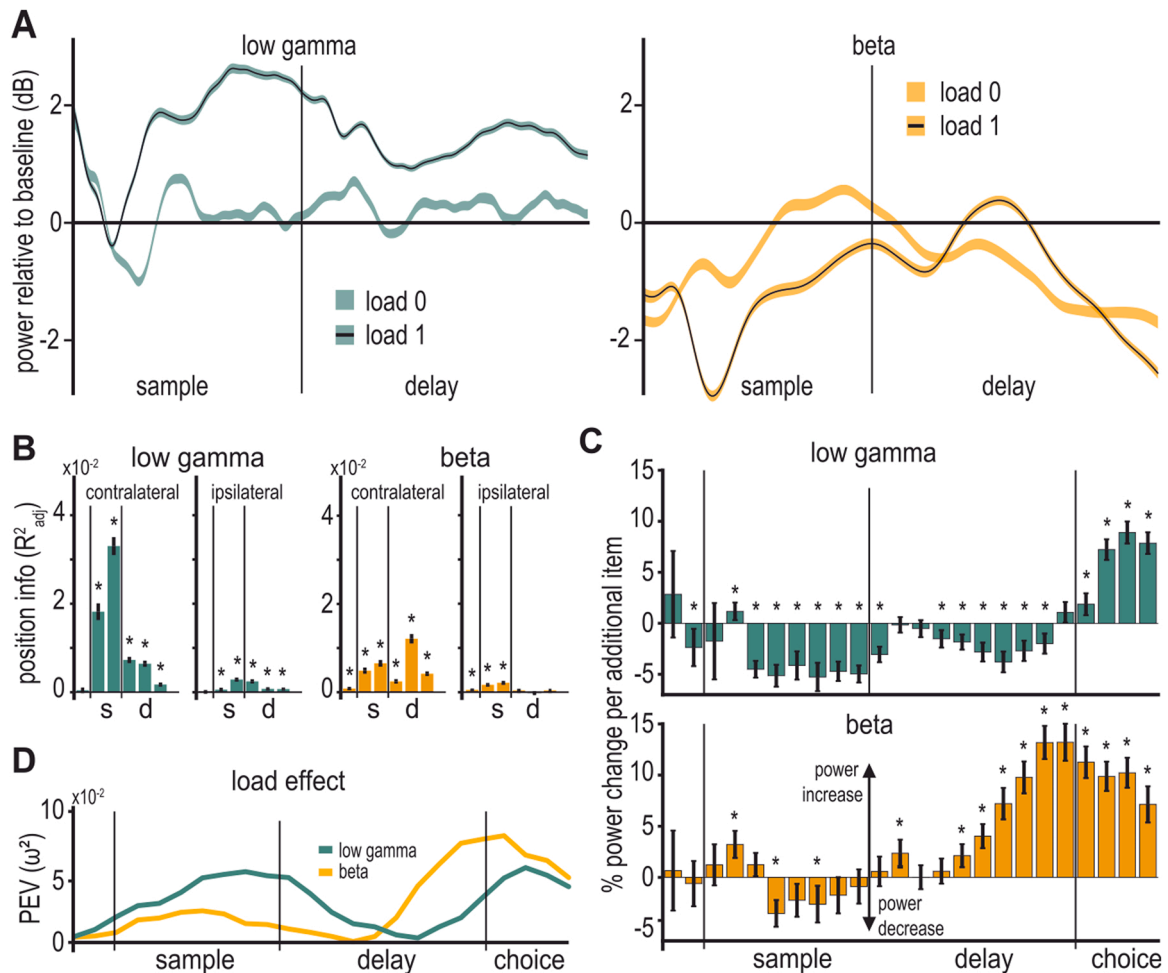 A
low gamma
beta
power relative to baseline (dB)
2
0
-2
load 0
load 1
sample
delay
2
0
-2
load 0
load 1
sample
delay
B
low gamma
beta
x10-2
contralateral
ipsilateral
x10-2
contralateral
ipsilateral
position info (R2adj)
4
2
0
* * * * *
* * * * *
s d
s d
4
2
0
* * * * * *
* * *
s d
s d
C
low gamma
% power change per additional item
15
10
5
0
-5
* * * * * * * * * * * * * * * * * *
beta
15
10
5
0
-5
power
increase
power
decrease
* * * * * * * * * * * * * *
sample
delay
choice
D
load effect
x10-2
PEV (ω2)
10
5
0
low gamma
beta
sample
delay
choice